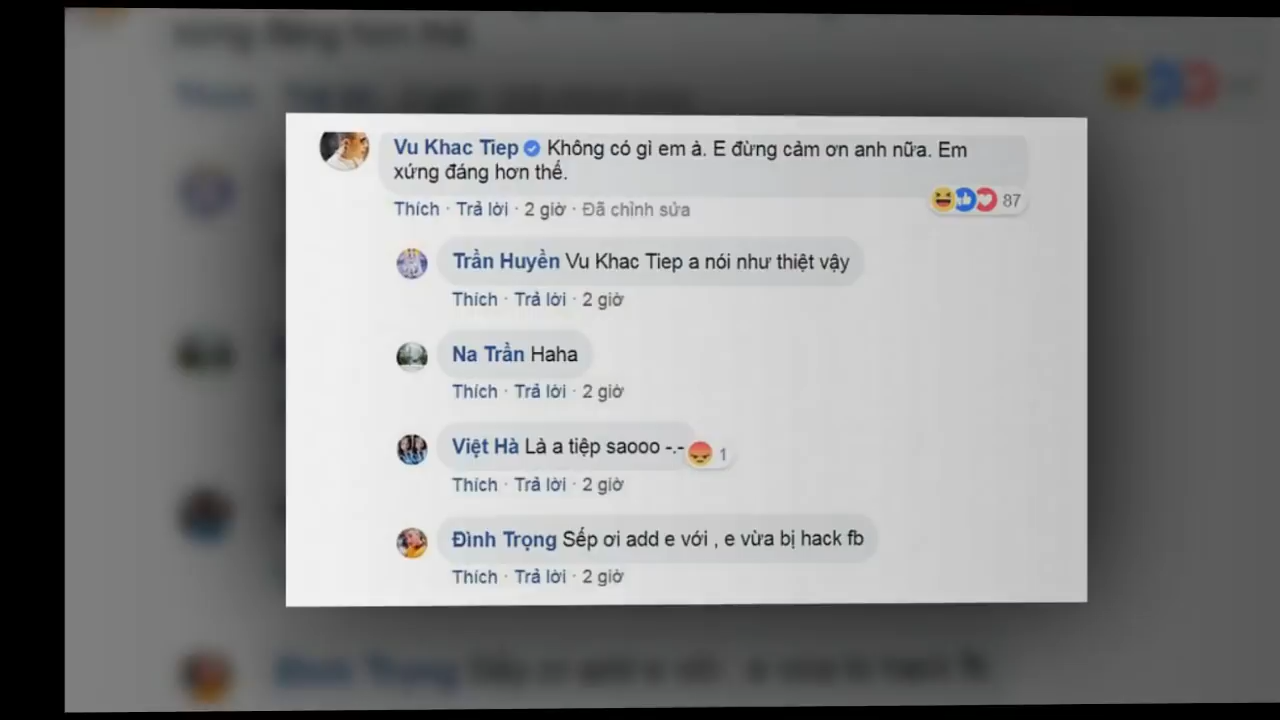 Vu Khac Tiep Không có gì em à. E đừng cảm ơn anh nữa. Em
xứng đáng hơn thế.
87
Thích · Trả lời · 2 giờ · Đã chỉnh sửa
Trần Huyền Vu Khac Tiep a nói như thiệt vậy
Thích · Trả lời · 2 giờ
Na Trần Haha
Thích · Trả lời · 2 giờ
Việt Hà Là a tiệp saooo -.-
1
Thích · Trả lời · 2 giờ
Đình Trọng Sếp ơi add e với , e vừa bị hack fb
Thích · Trả lời · 2 giờ